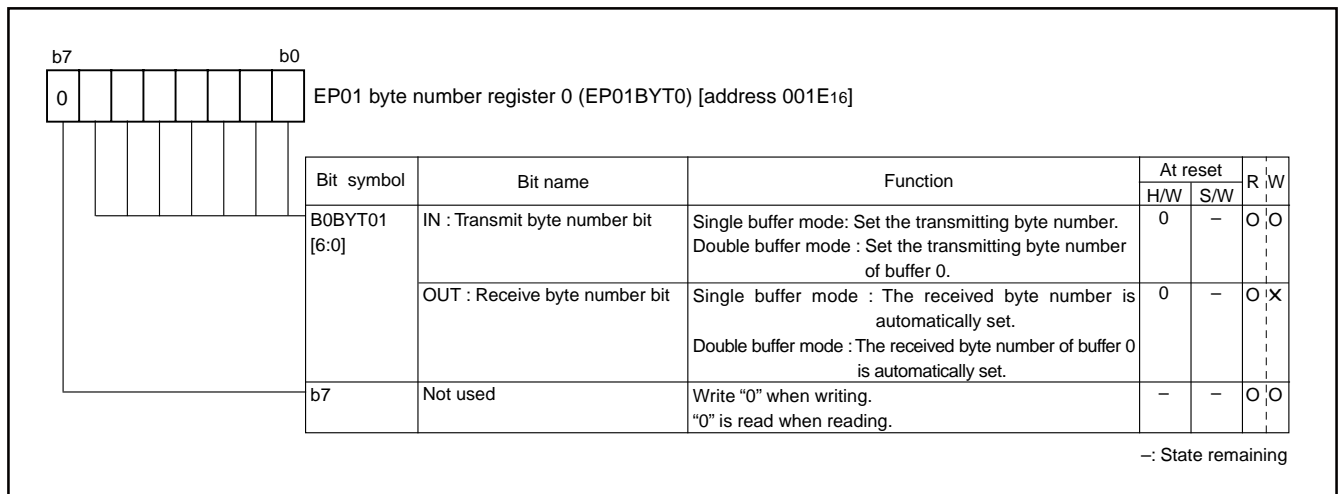 b7 b0
0 EP01 byte number register 0 (EP01BYT0) [address 001E16]
Bit symbol Bit name Function At reset R W
H/W S/W
B0BYT01 IN : Transmit byte number bit Single buffer mode: Set the transmitting byte number. 0 – O O
[6:0] Double buffer mode : Set the transmitting byte number
of buffer 0.
OUT : Receive byte number bit Single buffer mode : The received byte number is 0 – O ×
automatically set.
Double buffer mode : The received byte number of buffer 0
is automatically set.
b7 Not used Write “0” when writing. – – O O
“0” is read when reading.
–: State remaining